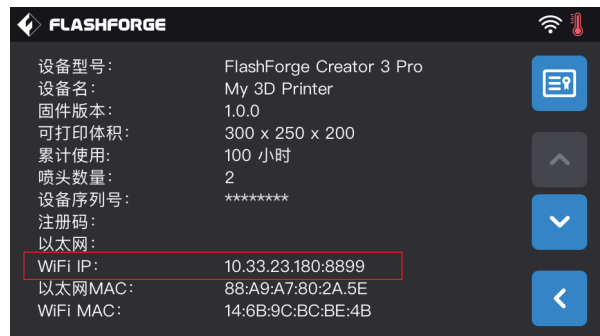 FLASHFORGE
设备型号: FlashForge Creator 3 Pro
设备名: My 3D Printer
固件版本: 1.0.0
可打印体积: 300 x 250 x 200
累计使用: 100 小时
喷头数量: 2
设备序列号: ********
注册码:
以太网:
WiFi IP: 10.33.23.180:8899
以太网MAC: 88:A9:A7:80:2A.5E
WiFi MAC: 14:6B:9C:BC:BE:4B